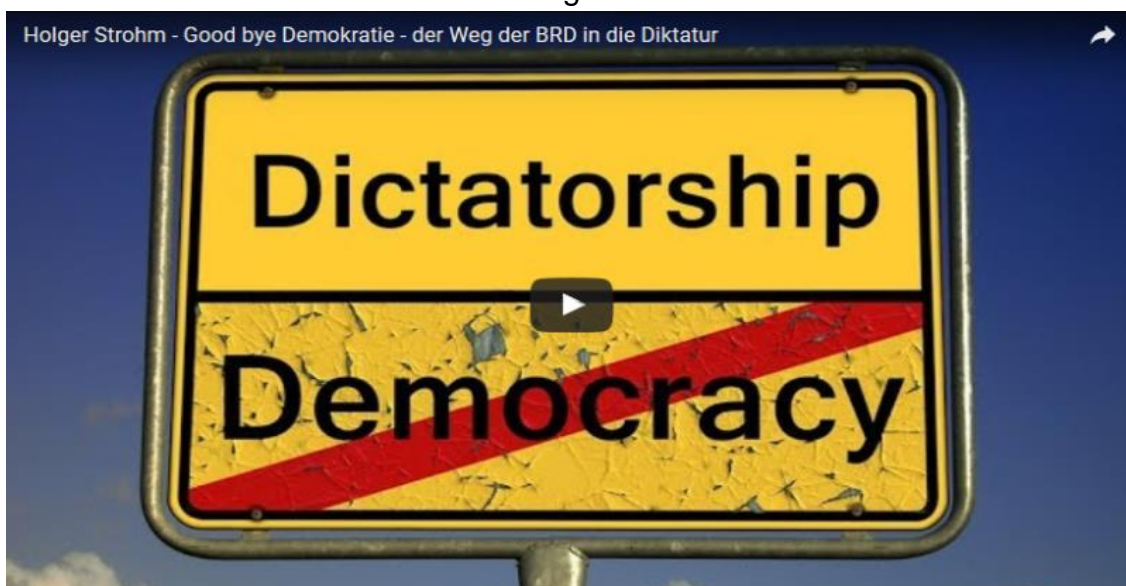 Holger Strohm - Good bye Demokratie - der Weg der BRD in die Diktatur
Dictatorship
Democracy